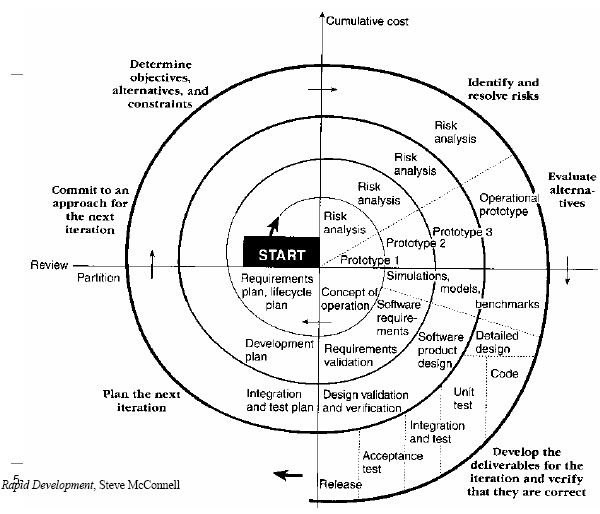 Cumulative cost
Determine
objectives,
alternatives, and
constraints
Identify and
resolve risks
Risk
analysis
Risk
analysis
Risk
analysis
Risk
analysis
Evaluate
alterna-
tives
Commit to an
approach for
the next
iteration
Operational
prototype
Prototype 3
Prototype 2
Prototype 1
START
Review
Partition
Requirements
plan, lifecycle
plan
Concept of
operation
Simulations,
models,
benchmarks
Software
require-
ments
Development
plan
Requirements
validation
Software
product
design
Detailed
design
Code
Plan the next
iteration
Integration
and test plan
Design validation
and verification
Unit
test
Integration
and test
Acceptance
test
Release
Develop the
deliverables for the
iteration and verify
that they are correct
Rapid Development, Steve McConnell